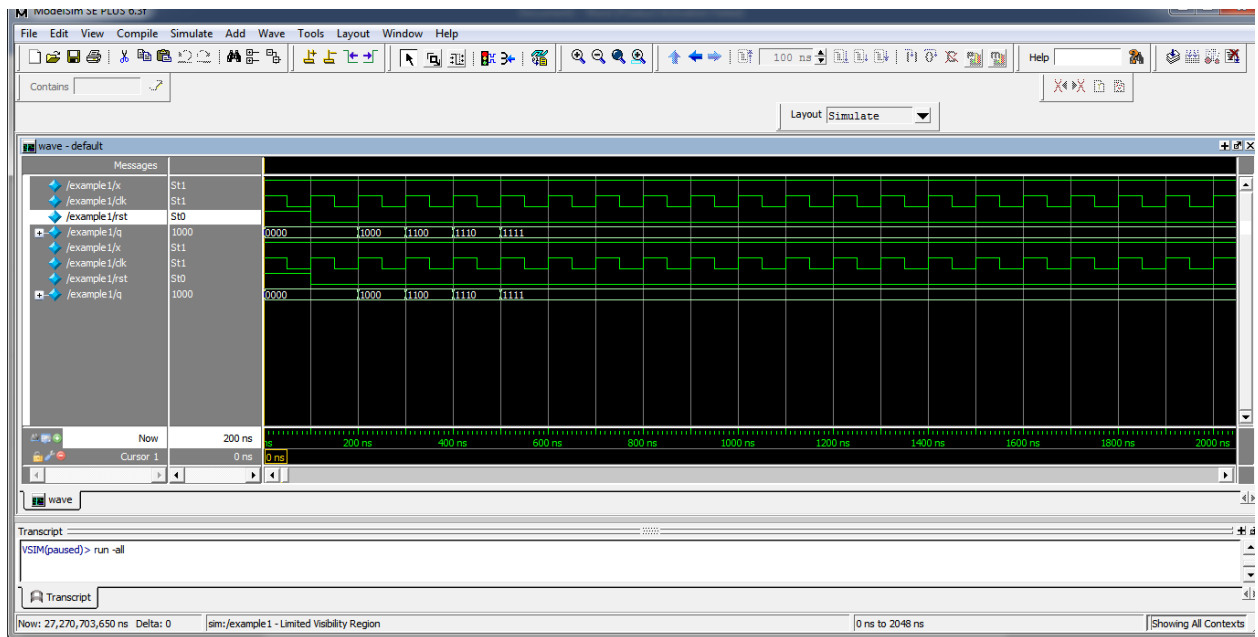 ModelSim SE PLUS 6.3f
File Edit View Compile Simulate Add Wave Tools Layout Window Help
100 ns Help
Contains
Layout Simulate
wave - default
Messages
/example1/x St1
/example1/clk St1
/example1/rst St0
/example1/q 1000 0000 1000 1100 1110 1111
/example1/x St1
/example1/clk St1
/example1/rst St0
/example1/q 1000 0000 1000 1100 1110 1111
Now 200 ns ns 200 ns 400 ns 600 ns 800 ns 1000 ns 1200 ns 1400 ns 1600 ns 1800 ns 2000 ns
Cursor 1 0 ns 0 ns
wave
Transcript
VSIM(paused)> run -all
Transcript
Now: 27,270,703,650 ns Delta: 0 sim:/example1 - Limited Visibility Region 0 ns to 2048 ns Showing All Contexts